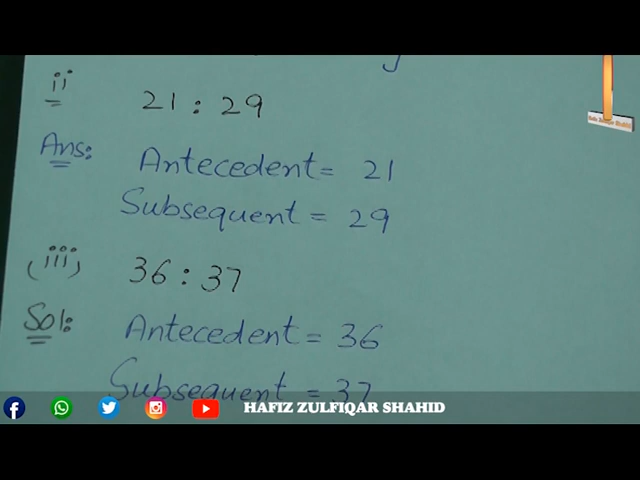 ii
21 : 29
Ans: Antecedent = 21
Subsequent = 29
(iii) 36 : 37
Sol: Antecedent = 36
Subsequent = 37
HAFIZ ZULFIQAR SHAHID